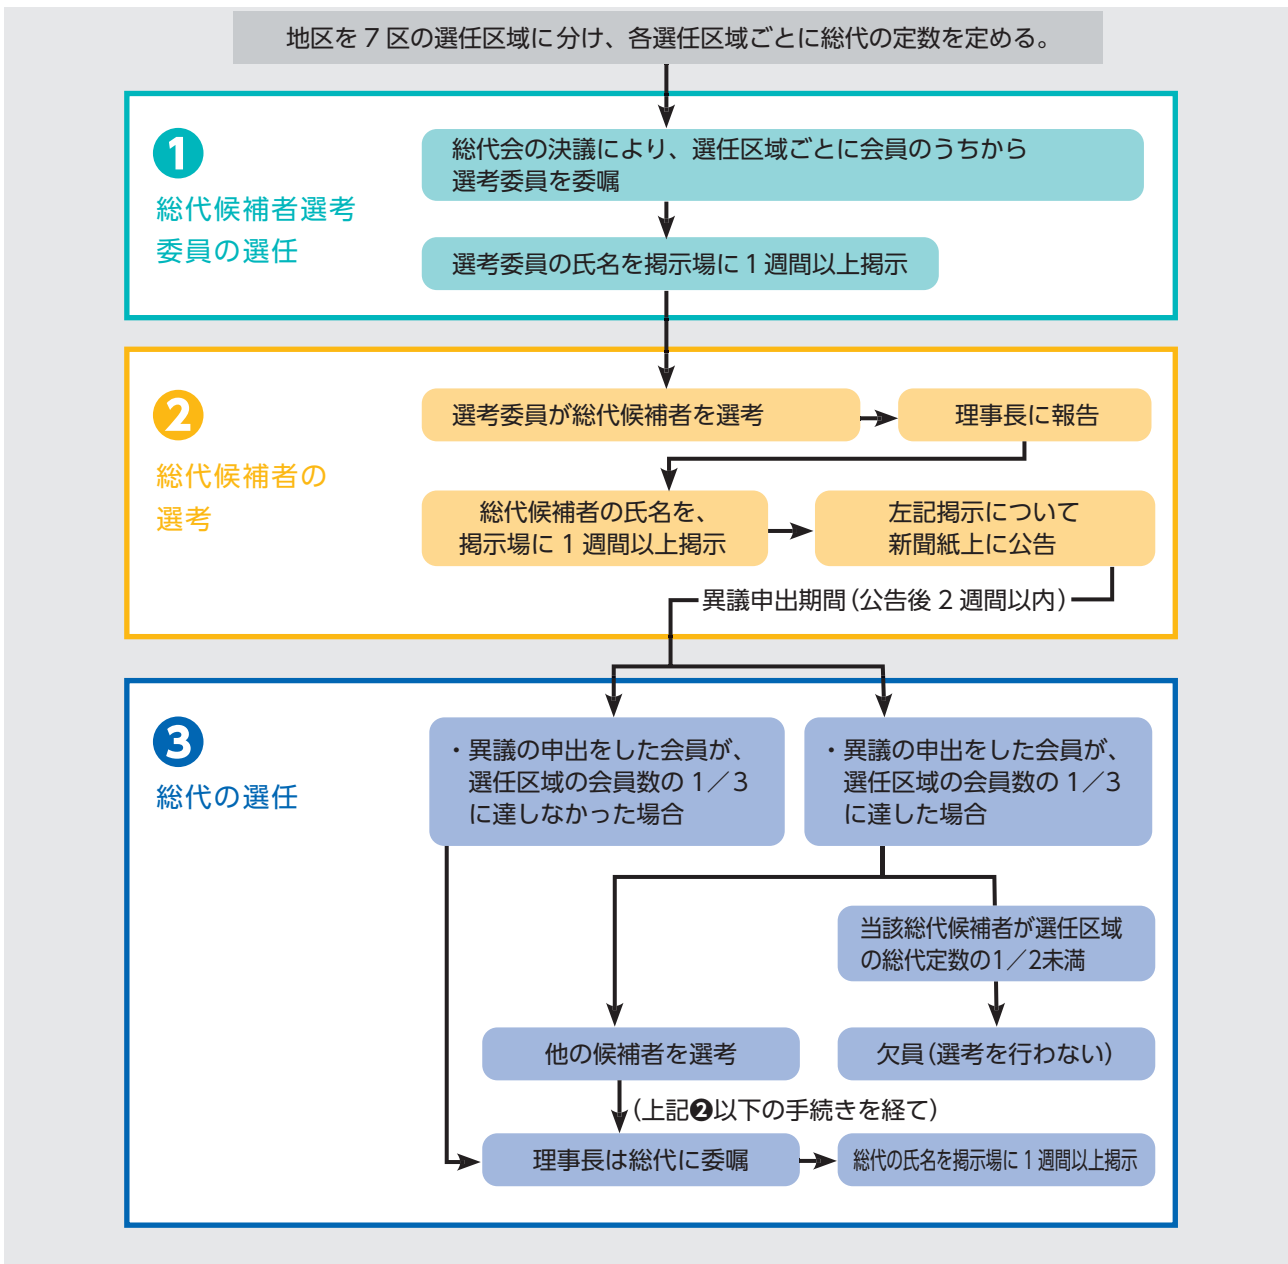 地区を7区の選任区域に分け、各選任区域ごとに総代の定数を定める。
❶
総代候補者選考
委員の選任
総代会の決議により、選任区域ごとに会員のうちから
選考委員を委嘱
選考委員の氏名を掲示場に1週間以上掲示
❷
総代候補者の
選考
選考委員が総代候補者を選考
理事長に報告
総代候補者の氏名を、
掲示場に1週間以上掲示
左記掲示について
新聞紙上に公告
異議申出期間(公告後2週間以内)
❸
総代の選任
・異議の申出をした会員が、
選任区域の会員数の1/3
に達しなかった場合
・異議の申出をした会員が、
選任区域の会員数の1/3
に達した場合
当該総代候補者が選任区域
の総代定数の1/2未満
他の候補者を選考
欠員(選考を行わない)
(上記❷以下の手続きを経て)
理事長は総代に委嘱
総代の氏名を掲示場に1週間以上掲示